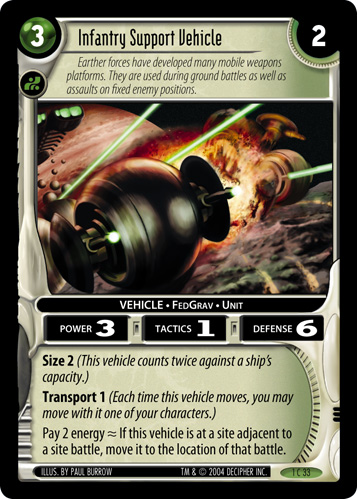 3 Infantry Support Vehicle 2
Earther forces have developed many mobile weapons
platforms. They are used during ground battles as well as
assaults on fixed enemy positions.
VEHICLE • FEDGRAV • UNIT
POWER 3 TACTICS 1 DEFENSE 6
Size 2 (This vehicle counts twice against a ship's
capacity.)
Transport 1 (Each time this vehicle moves, you may
move with it one of your characters.)
Pay 2 energy ≈ If this vehicle is at a site adjacent to
a site battling, move it to the location of that battle.
ILLUS. BY PAUL BURROW TM & © 2004 DECIPHER INC. 1 C 33